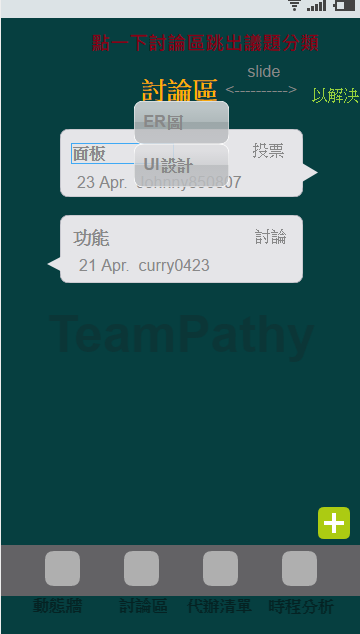 點一下討論區跳出議題分類
slide
討論區 <----------> 以解決
ER圖
面板 投票
UI設計
23 Apr. Johnny850807
功能 討論
21 Apr. curry0423
TeamPathy
動態牆 討論區 代辦清單 時程分析